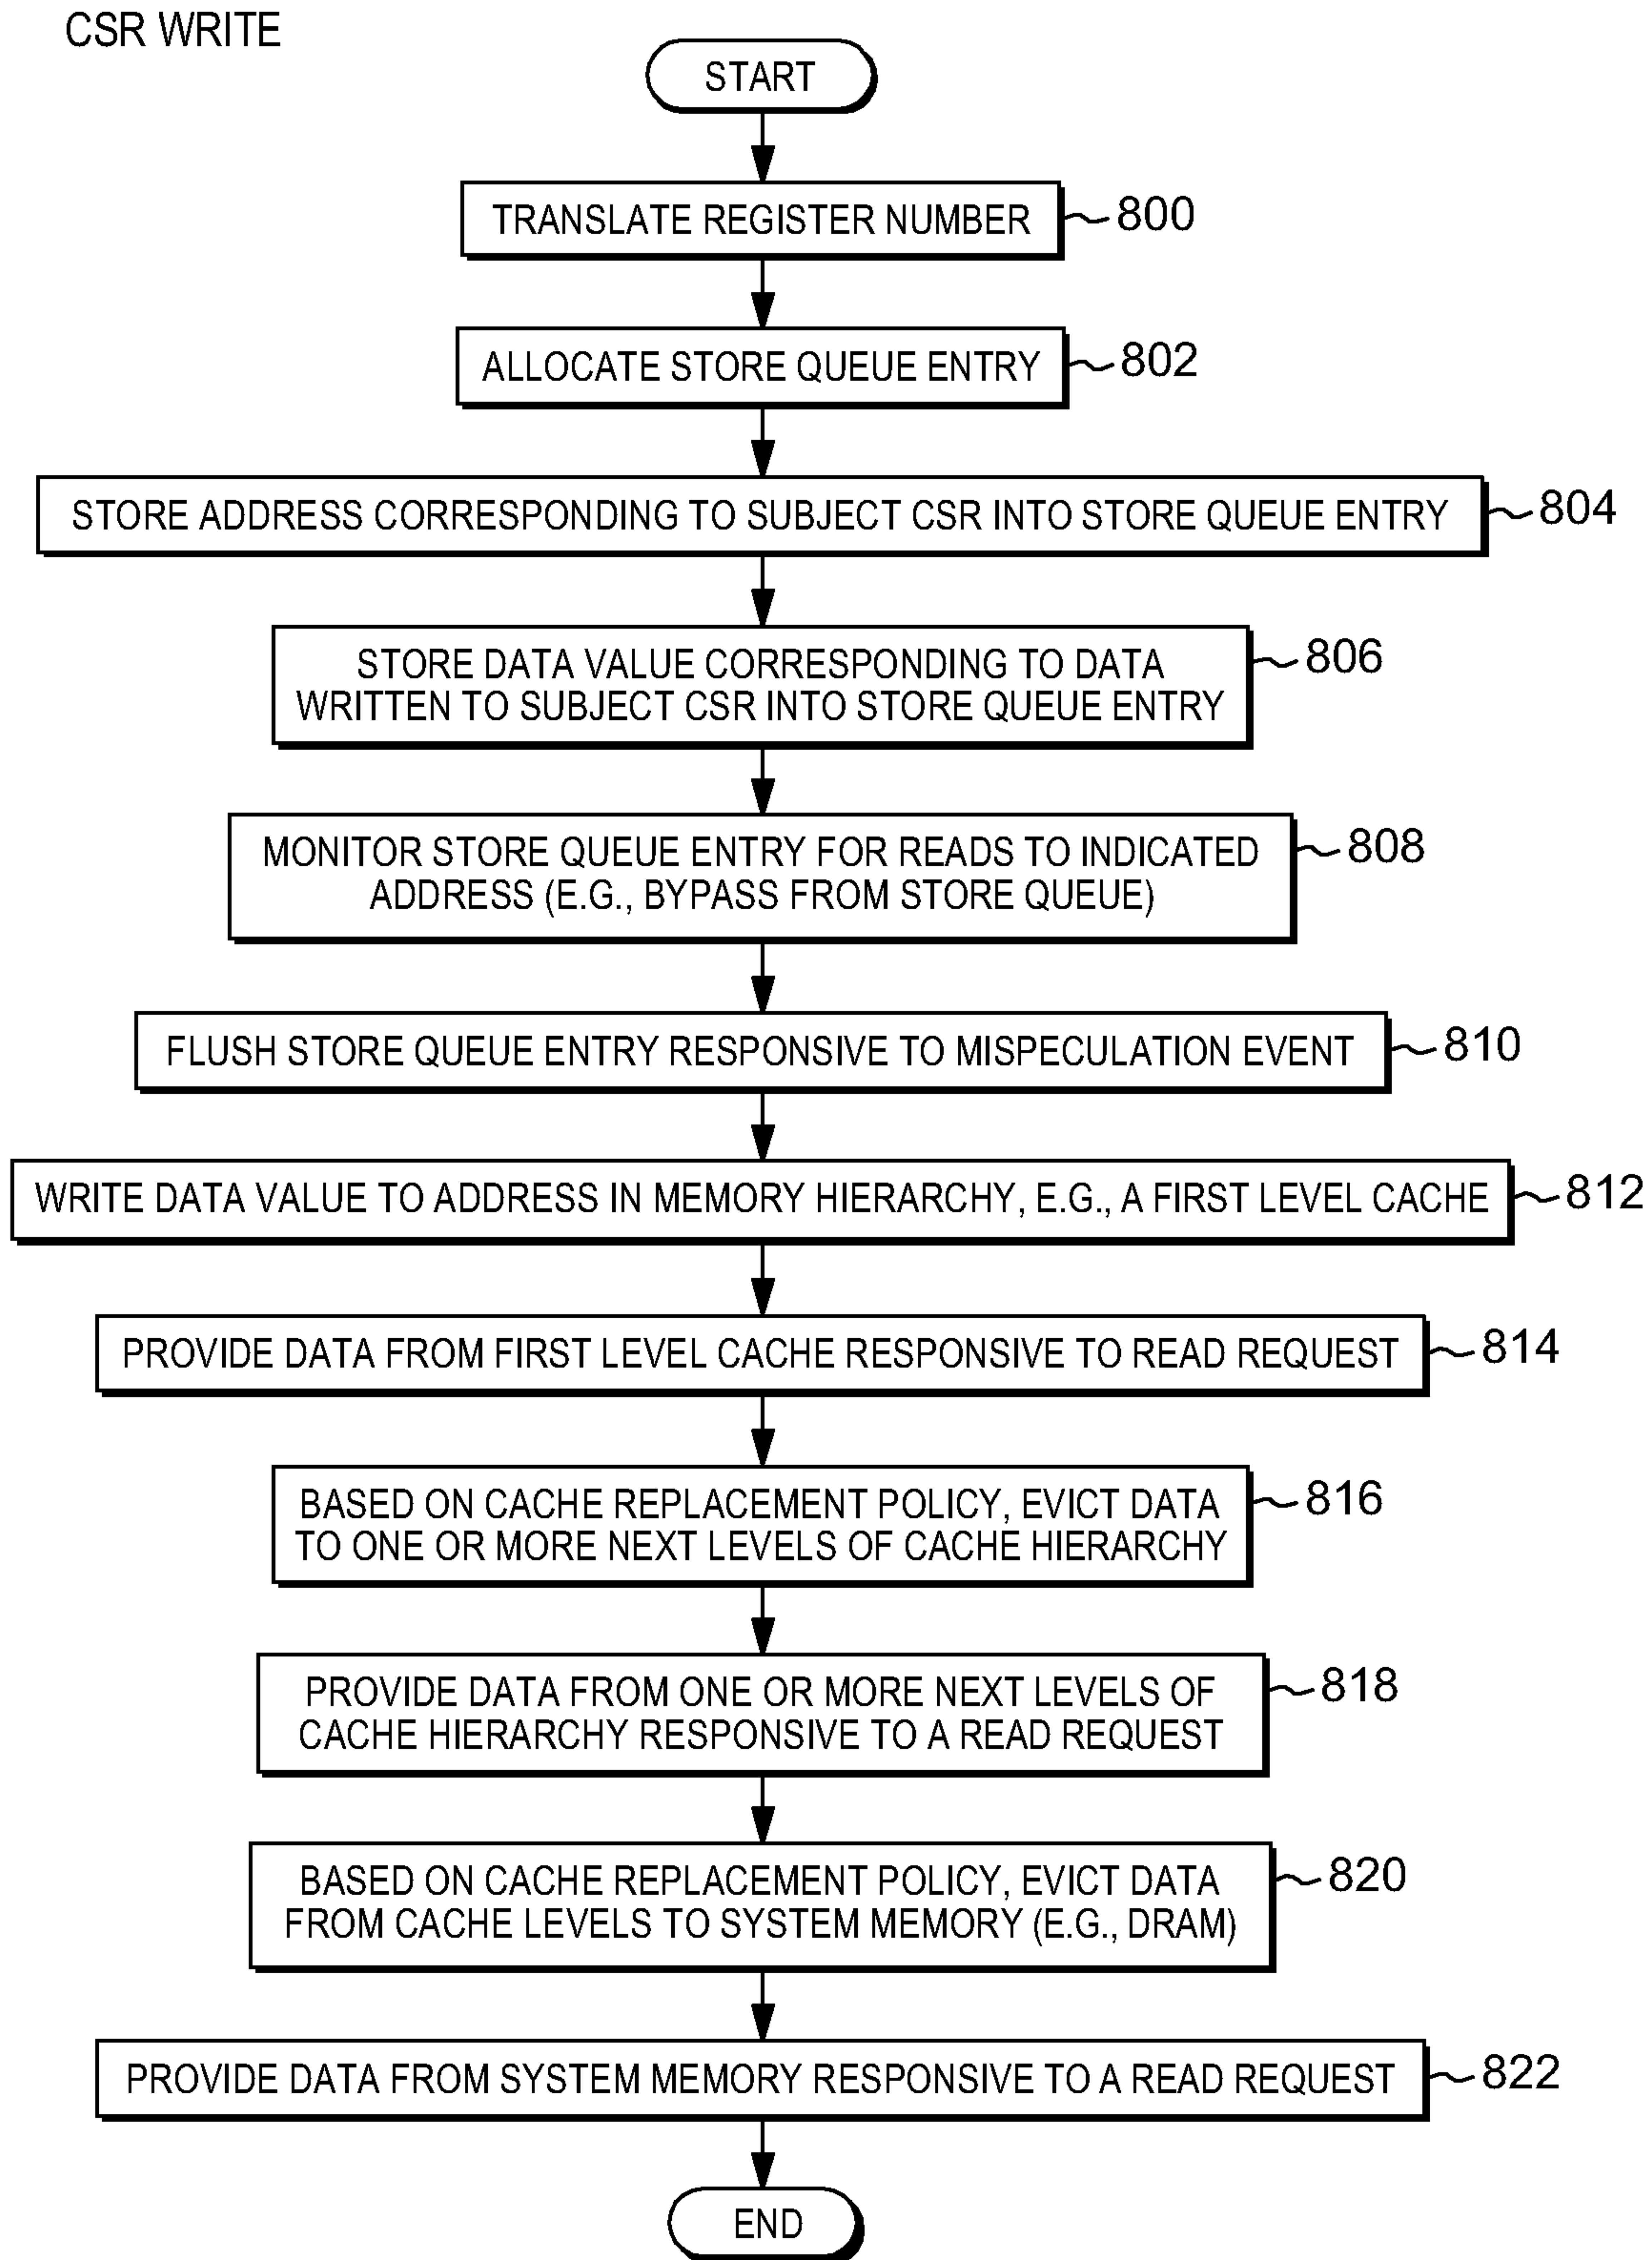 CSR WRITE
START
TRANSLATE REGISTER NUMBER
800
ALLOCATE STORE QUEUE ENTRY
802
STORE ADDRESS CORRESPONDING TO SUBJECT CSR INTO STORE QUEUE ENTRY
804
STORE DATA VALUE CORRESPONDING TO DATA
WRITTEN TO SUBJECT CSR INTO STORE QUEUE ENTRY
806
MONITOR STORE QUEUE ENTRY FOR READS TO INDICATED
ADDRESS (E.G., BYPASS FROM STORE QUEUE)
808
FLUSH STORE QUEUE ENTRY RESPONSIVE TO MISPECULATION EVENT
810
WRITE DATA VALUE TO ADDRESS IN MEMORY HIERARCHY, E.G., A FIRST LEVEL CACHE
812
PROVIDE DATA FROM FIRST LEVEL CACHE RESPONSIVE TO READ REQUEST
814
BASED ON CACHE REPLACEMENT POLICY, EVICT DATA
TO ONE OR MORE NEXT LEVELS OF CACHE HIERARCHY
816
PROVIDE DATA FROM ONE OR MORE NEXT LEVELS OF
CACHE HIERARCHY RESPONSIVE TO A READ REQUEST
818
BASED ON CACHE REPLACEMENT POLICY, EVICT DATA
FROM CACHE LEVELS TO SYSTEM MEMORY (E.G., DRAM)
820
PROVIDE DATA FROM SYSTEM MEMORY RESPONSIVE TO A READ REQUEST
822
END